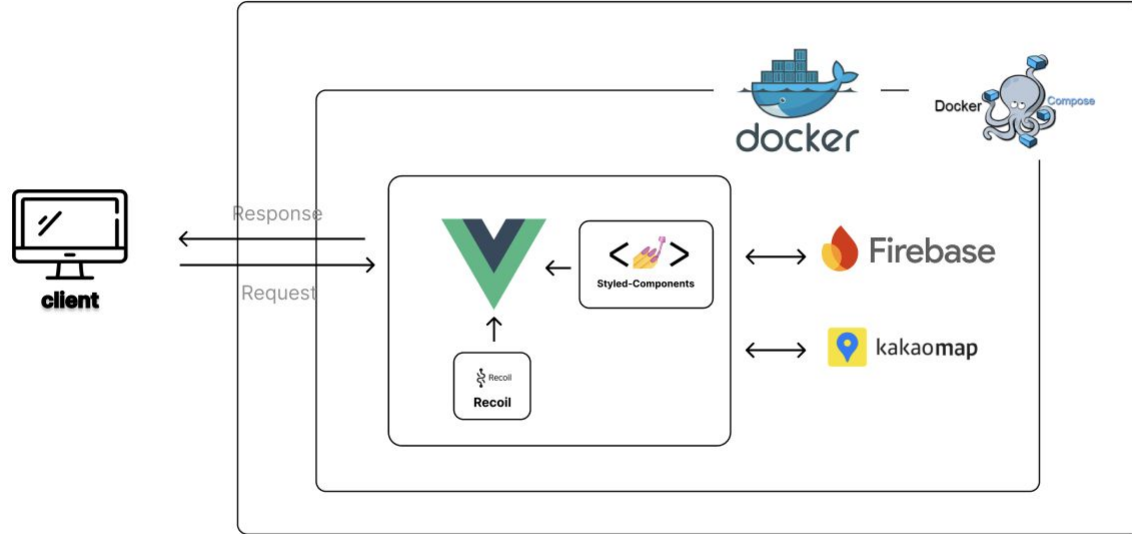 docker
Docker
Compose
Response
Request
client
< >
Styled-Components
Recoil
Recoil
Firebase
kakaomap